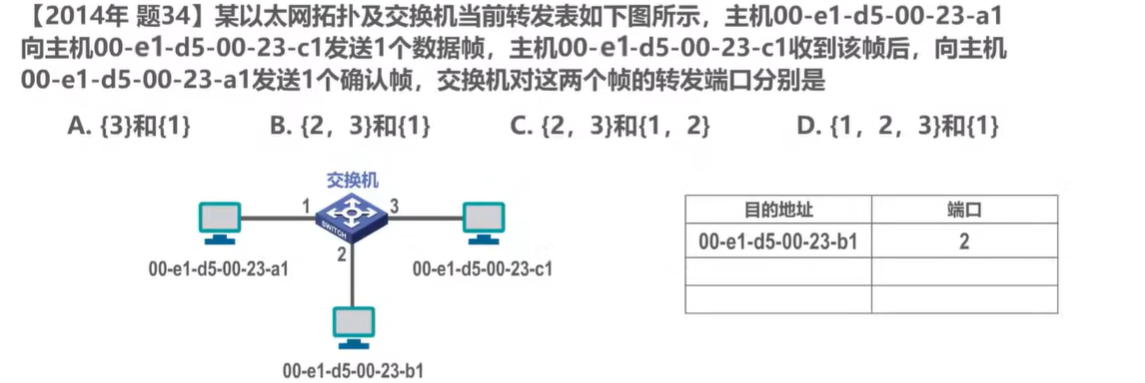 【2014年 题34】某以太网拓扑及交换机当前转发表如下图所示，主机00-e1-d5-00-23-a1
向主机00-e1-d5-00-23-c1发送1个数据帧，主机00-e1-d5-00-23-c1收到该帧后，向主机
00-e1-d5-00-23-a1发送1个确认帧，交换机对这两个帧的转发端口分别是
A. {3}和{1} B. {2，3}和{1} C. {2，3}和{1，2} D. {1，2，3}和{1}
交换机
1 3
SWITCH
2
00-e1-d5-00-23-a1 00-e1-d5-00-23-c1
00-e1-d5-00-23-b1
目的地址 端口
00-e1-d5-00-23-b1 2